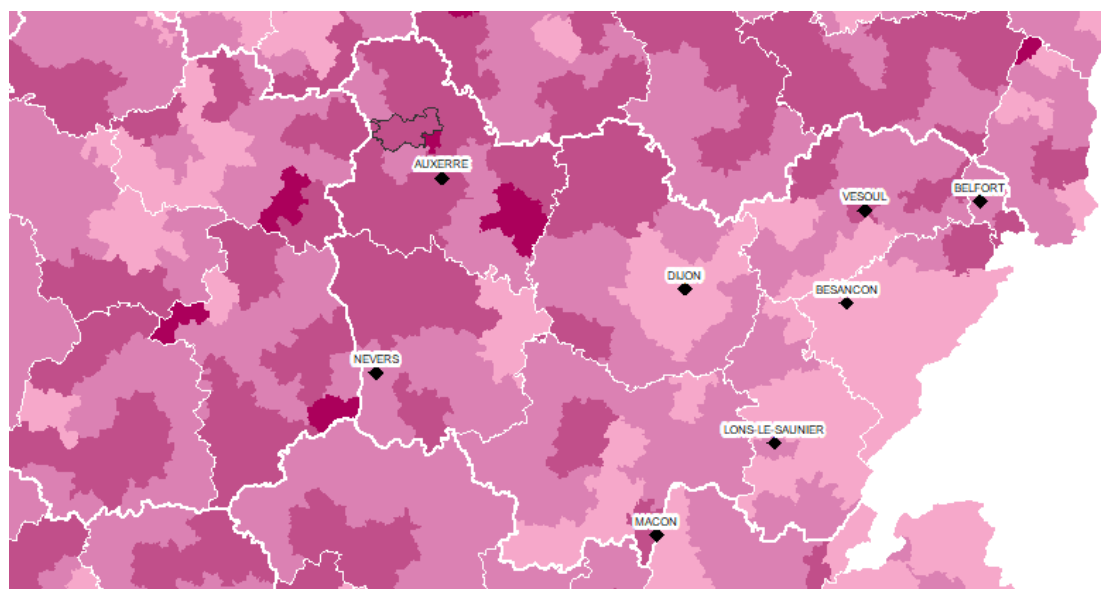 AUXERRE
BELFORT
VESOUL
DIJON
BESANCON
NEVERS
LONS-LE-SAUNIER
MACON